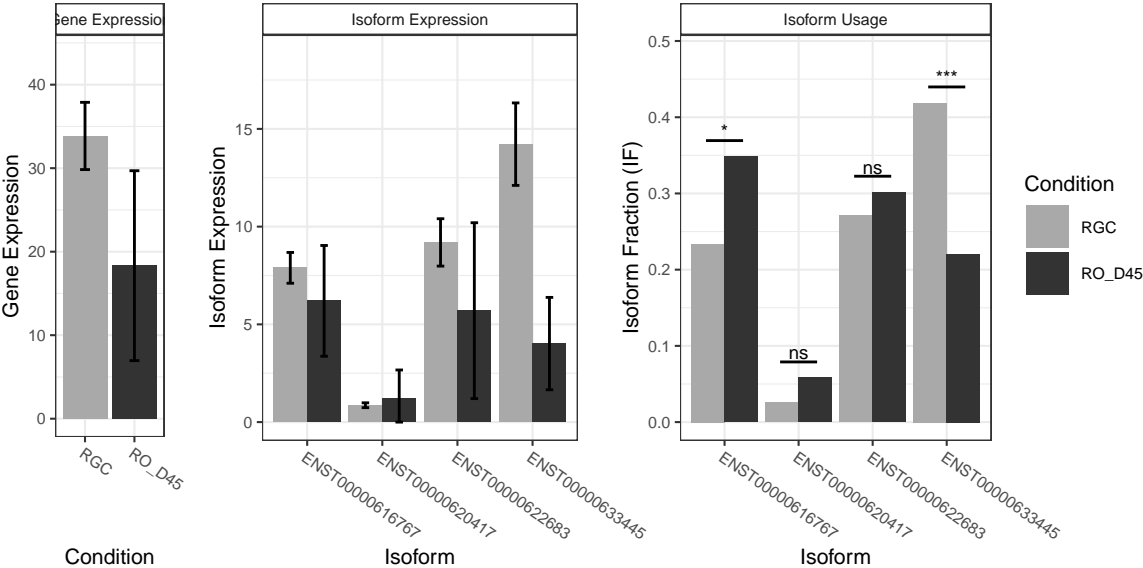 Gene Expression
Isoform Expression
Isoform Usage
Gene Expression
40
30
20
10
0
RGC
RO_D45
Condition
Isoform Expression
15
10
5
0
ENST00000616767
ENST00000620417
ENST00000622683
ENST00000633445
Isoform
Isoform Fraction (IF)
0.5
0.4
0.3
0.2
0.1
0.0
*
ns
ns
***
ENST00000616767
ENST00000620417
ENST00000622683
ENST00000633445
Isoform
Condition
RGC
RO_D45